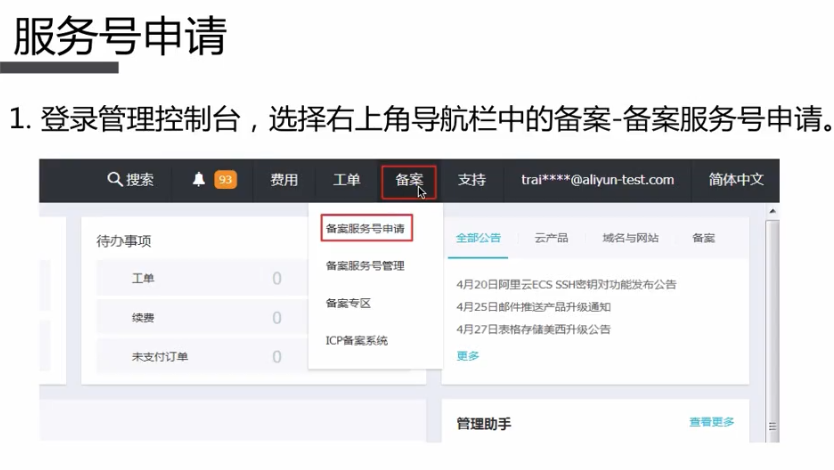 服务号申请
1. 登录管理控制台，选择右上角导航栏中的备案-备案服务号申请。
搜索 93 费用 工单 备案 支持 trai****@aliyun-test.com 简体中文
备案服务号申请
备案服务号管理
备案专区
ICP备案系统
待办事项
工单 0
续费 0
未支付订单 0
全部公告 云产品 域名与网站 备案
4月20日阿里云ECS SSH密钥对功能发布公告
4月25日邮件推送产品升级通知
4月27日表格存储美西升级公告
更多
管理助手 查看更多